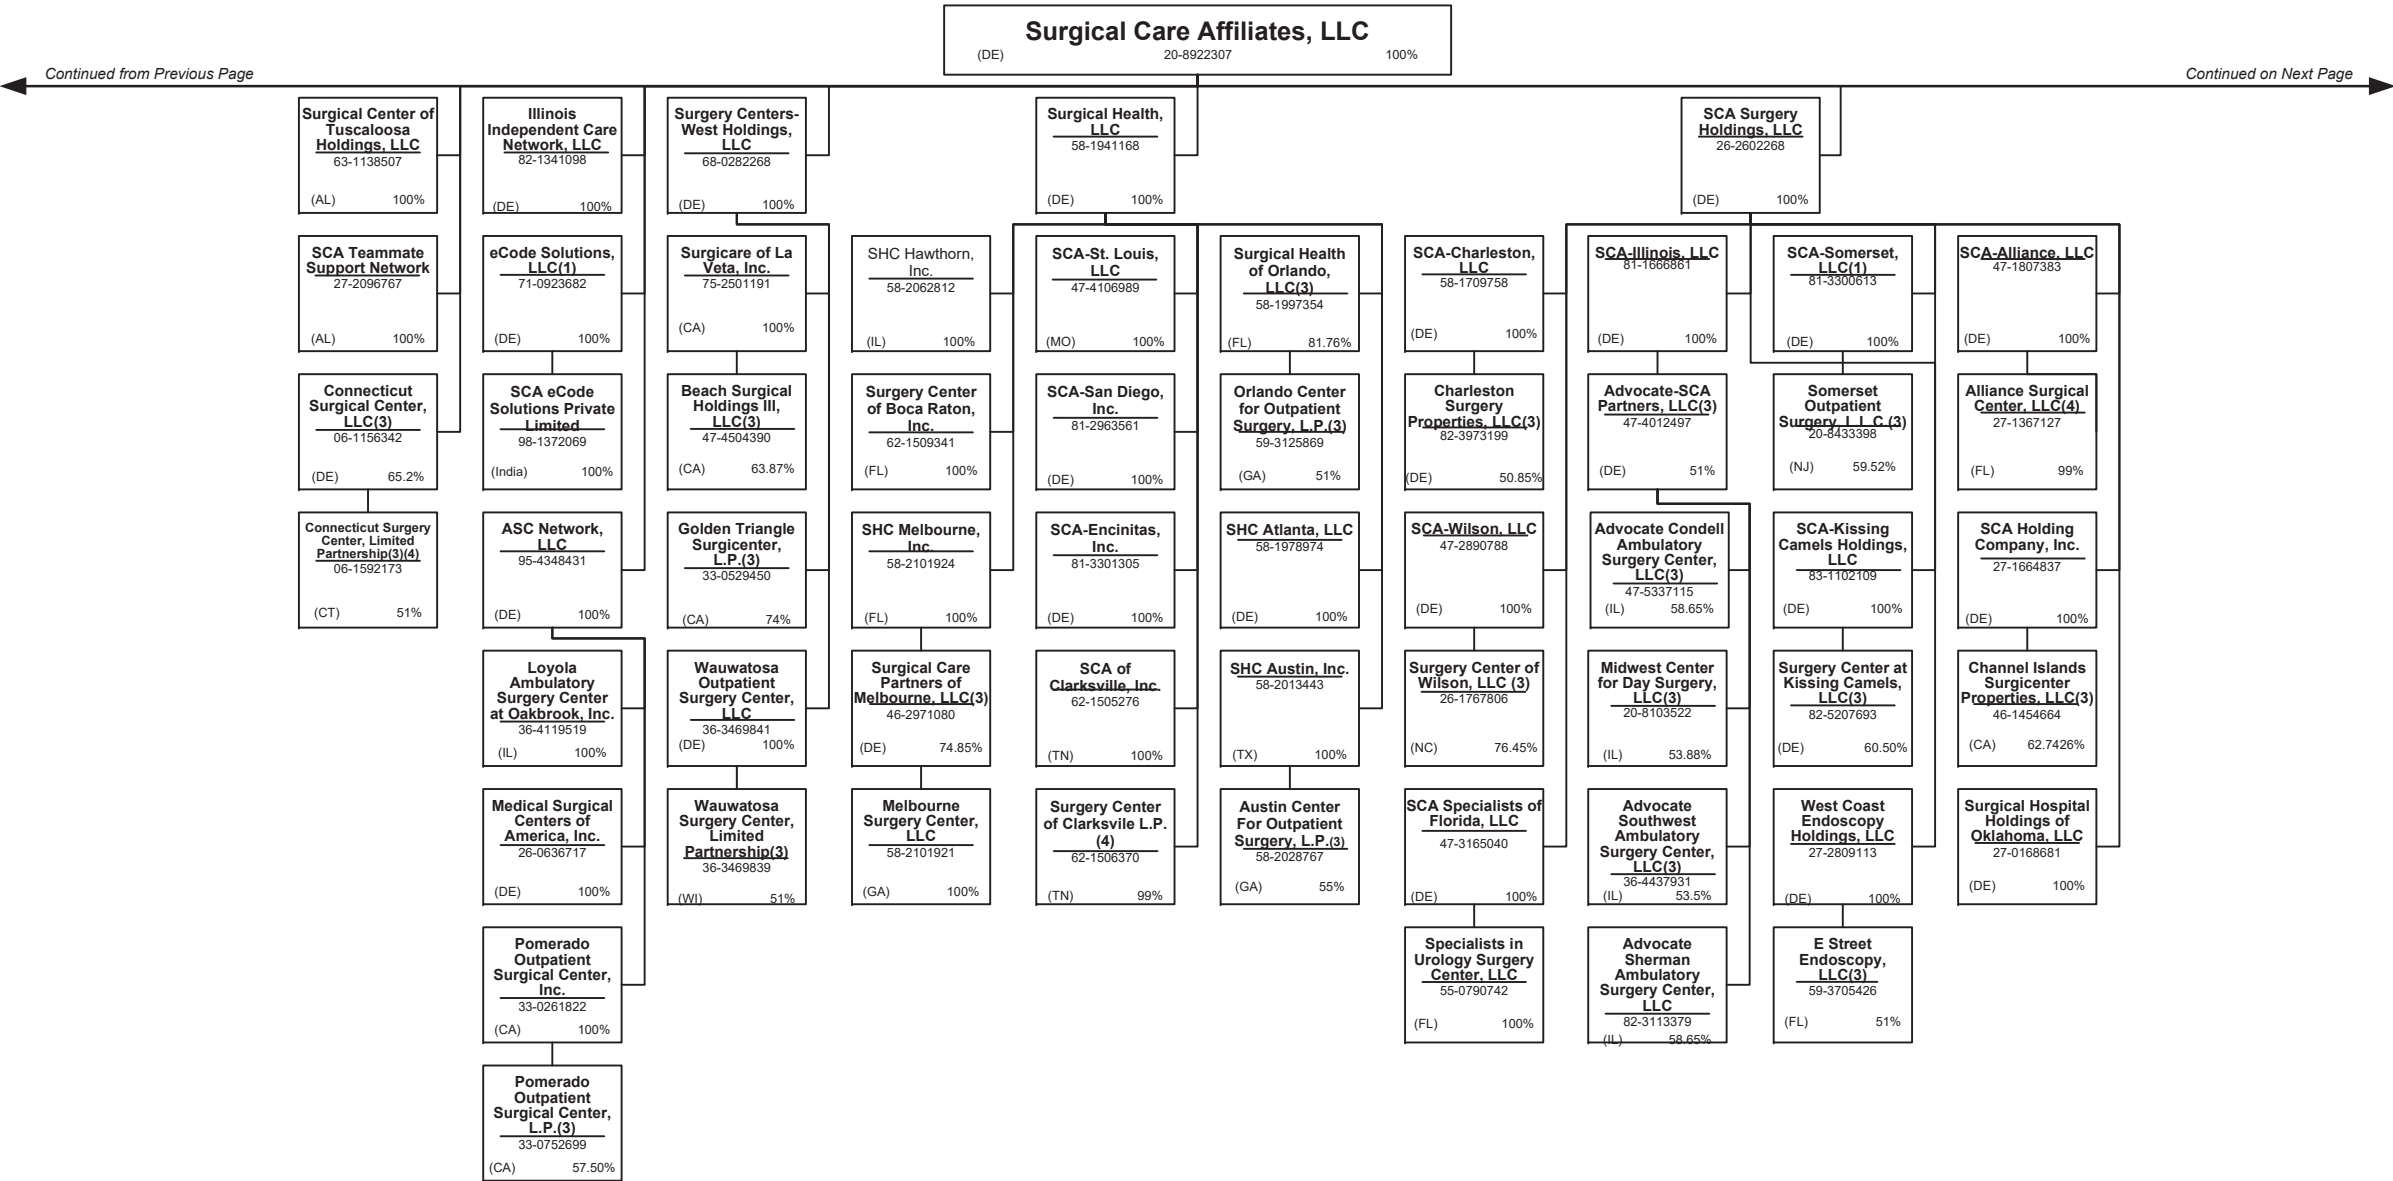 Surgical Care Affiliates, LLC
(DE) 20-8922307 100%
Continued from Previous Page
Continued on Next Page
Surgical Center of
Tuscaloosa
Holdings, LLC
63-1138507
(AL) 100%
Illinois
Independent Care
Network, LLC
82-1341098
(DE) 100%
Surgery Centers-
West Holdings,
LLC
68-0282268
(DE) 100%
Surgical Health,
LLC
58-1941168
(DE) 100%
SCA Surgery
Holdings, LLC
26-2602268
(DE) 100%
SCA Teammate
Support Network
27-2096767
(AL) 100%
eCode Solutions,
LLC(1)
71-0923682
(DE) 100%
Surgicare of La
Veta, Inc.
75-2501191
(CA) 100%
SHC Hawthorn,
Inc.
58-2062812
(IL) 100%
SCA-St. Louis,
LLC
47-4106989
(MO) 100%
Surgical Health
of Orlando,
LLC(3)
58-1997354
(FL) 81.76%
SCA-Charleston,
LLC
58-1709758
(DE) 100%
SCA-Illinois, LLC
81-1666861
(DE) 100%
SCA-Somerset,
LLC(1)
81-3300613
(DE) 100%
SCA-Alliance, LLC
47-1807383
(DE) 100%
Connecticut
Surgical Center,
LLC(3)
06-1156342
(DE) 65.2%
SCA eCode
Solutions Private
Limited
98-1372069
(India) 100%
Beach Surgical
Holdings III,
LLC(3)
47-4504390
(CA) 63.87%
Surgery Center
of Boca Raton,
Inc.
62-1509341
(FL) 100%
SCA-San Diego,
Inc.
81-2963561
(DE) 100%
Orlando Center
for Outpatient
Surgery, L.P.(3)
59-3125869
(GA) 51%
Charleston
Surgery
Properties, LLC(3)
82-3973199
(DE) 50.85%
Advocate-SCA
Partners, LLC(3)
47-4012497
(DE) 51%
Somerset
Outpatient
Surgery, L.L.C.(3)
20-8433398
(NJ) 59.52%
Alliance Surgical
Center, LLC(4)
27-1367127
(FL) 99%
Connecticut Surgery
Center, Limited
Partnership(3)(4)
06-1592173
(CT) 51%
ASC Network,
LLC
95-4348431
(DE) 100%
Golden Triangle
Surgicenter,
L.P.(3)
33-0529450
(CA) 74%
SHC Melbourne,
Inc.
58-2101924
(FL) 100%
SCA-Encinitas,
Inc.
81-3301305
(DE) 100%
SHC Atlanta, LLC
58-1978974
(DE) 100%
SCA-Wilson, LLC
47-2890788
(DE) 100%
Advocate Condell
Ambulatory
Surgery Center,
LLC(3)
47-5337115
(IL) 58.65%
SCA-Kissing
Camels Holdings,
LLC
83-1102109
(DE) 100%
SCA Holding
Company, Inc.
27-1664837
(DE) 100%
Loyola
Ambulatory
Surgery Center
at Oakbrook, Inc.
36-4119519
(IL) 100%
Wauwatosa
Outpatient
Surgery Center,
LLC
36-3469841
(DE) 100%
Surgical Care
Partners of
Melbourne, LLC(3)
46-2971080
(DE) 74.85%
SCA of
Clarksville, Inc.
62-1505276
(TN) 100%
SHC Austin, Inc.
58-2013443
(TX) 100%
Surgery Center of
Wilson, LLC (3)
26-1767806
(NC) 76.45%
Midwest Center
for Day Surgery,
LLC(3)
20-8103522
(IL) 53.88%
Surgery Center at
Kissing Camels,
LLC(3)
82-5207693
(DE) 60.50%
Channel Islands
Surgicenter
Properties, LLC(3)
46-1454664
(CA) 62.7426%
Medical Surgical
Centers of
America, Inc.
26-0636717
(DE) 100%
Wauwatosa
Surgery Center,
Limited
Partnership(3)
36-3469839
(WI) 51%
Melbourne
Surgery Center,
LLC
58-2101921
(GA) 100%
Surgery Center
of Clarksvile L.P.
(4)
62-1506370
(TN) 99%
Austin Center
For Outpatient
Surgery, L.P.(3)
58-2028767
(GA) 55%
SCA Specialists of
Florida, LLC
47-3165040
(DE) 100%
Advocate
Southwest
Ambulatory
Surgery Center,
LLC(3)
36-4437931
(IL) 53.5%
West Coast
Endoscopy
Holdings, LLC
27-2809113
(DE) 100%
Surgical Hospital
Holdings of
Oklahoma, LLC
27-0168681
(DE) 100%
Pomerado
Outpatient
Surgical Center,
Inc.
33-0261822
(CA) 100%
Specialists in
Urology Surgery
Center, LLC
55-0790742
(FL) 100%
Advocate
Sherman
Ambulatory
Surgery Center,
LLC
82-3113379
(IL) 58.65%
E Street
Endoscopy,
LLC(3)
59-3705426
(FL) 51%
Pomerado
Outpatient
Surgical Center,
L.P.(3)
33-0752699
(CA) 57.50%